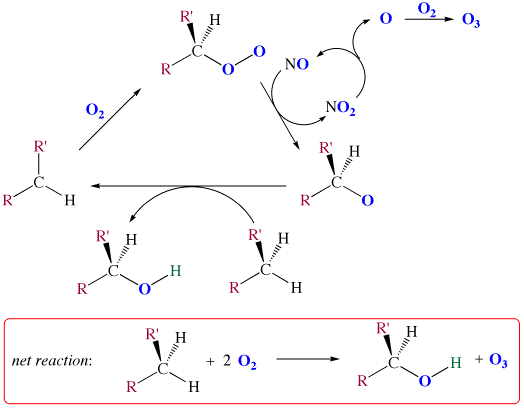 R' H
C
R O O
O O₂ O₃
NO
NO₂
O₂
R'
C
R H
R' H
C
R O
R' H
C H
R O
R' H
C
R H
net reaction: R' H
C
R H
+ 2 O₂
R' H
C H
R O
+ O₃